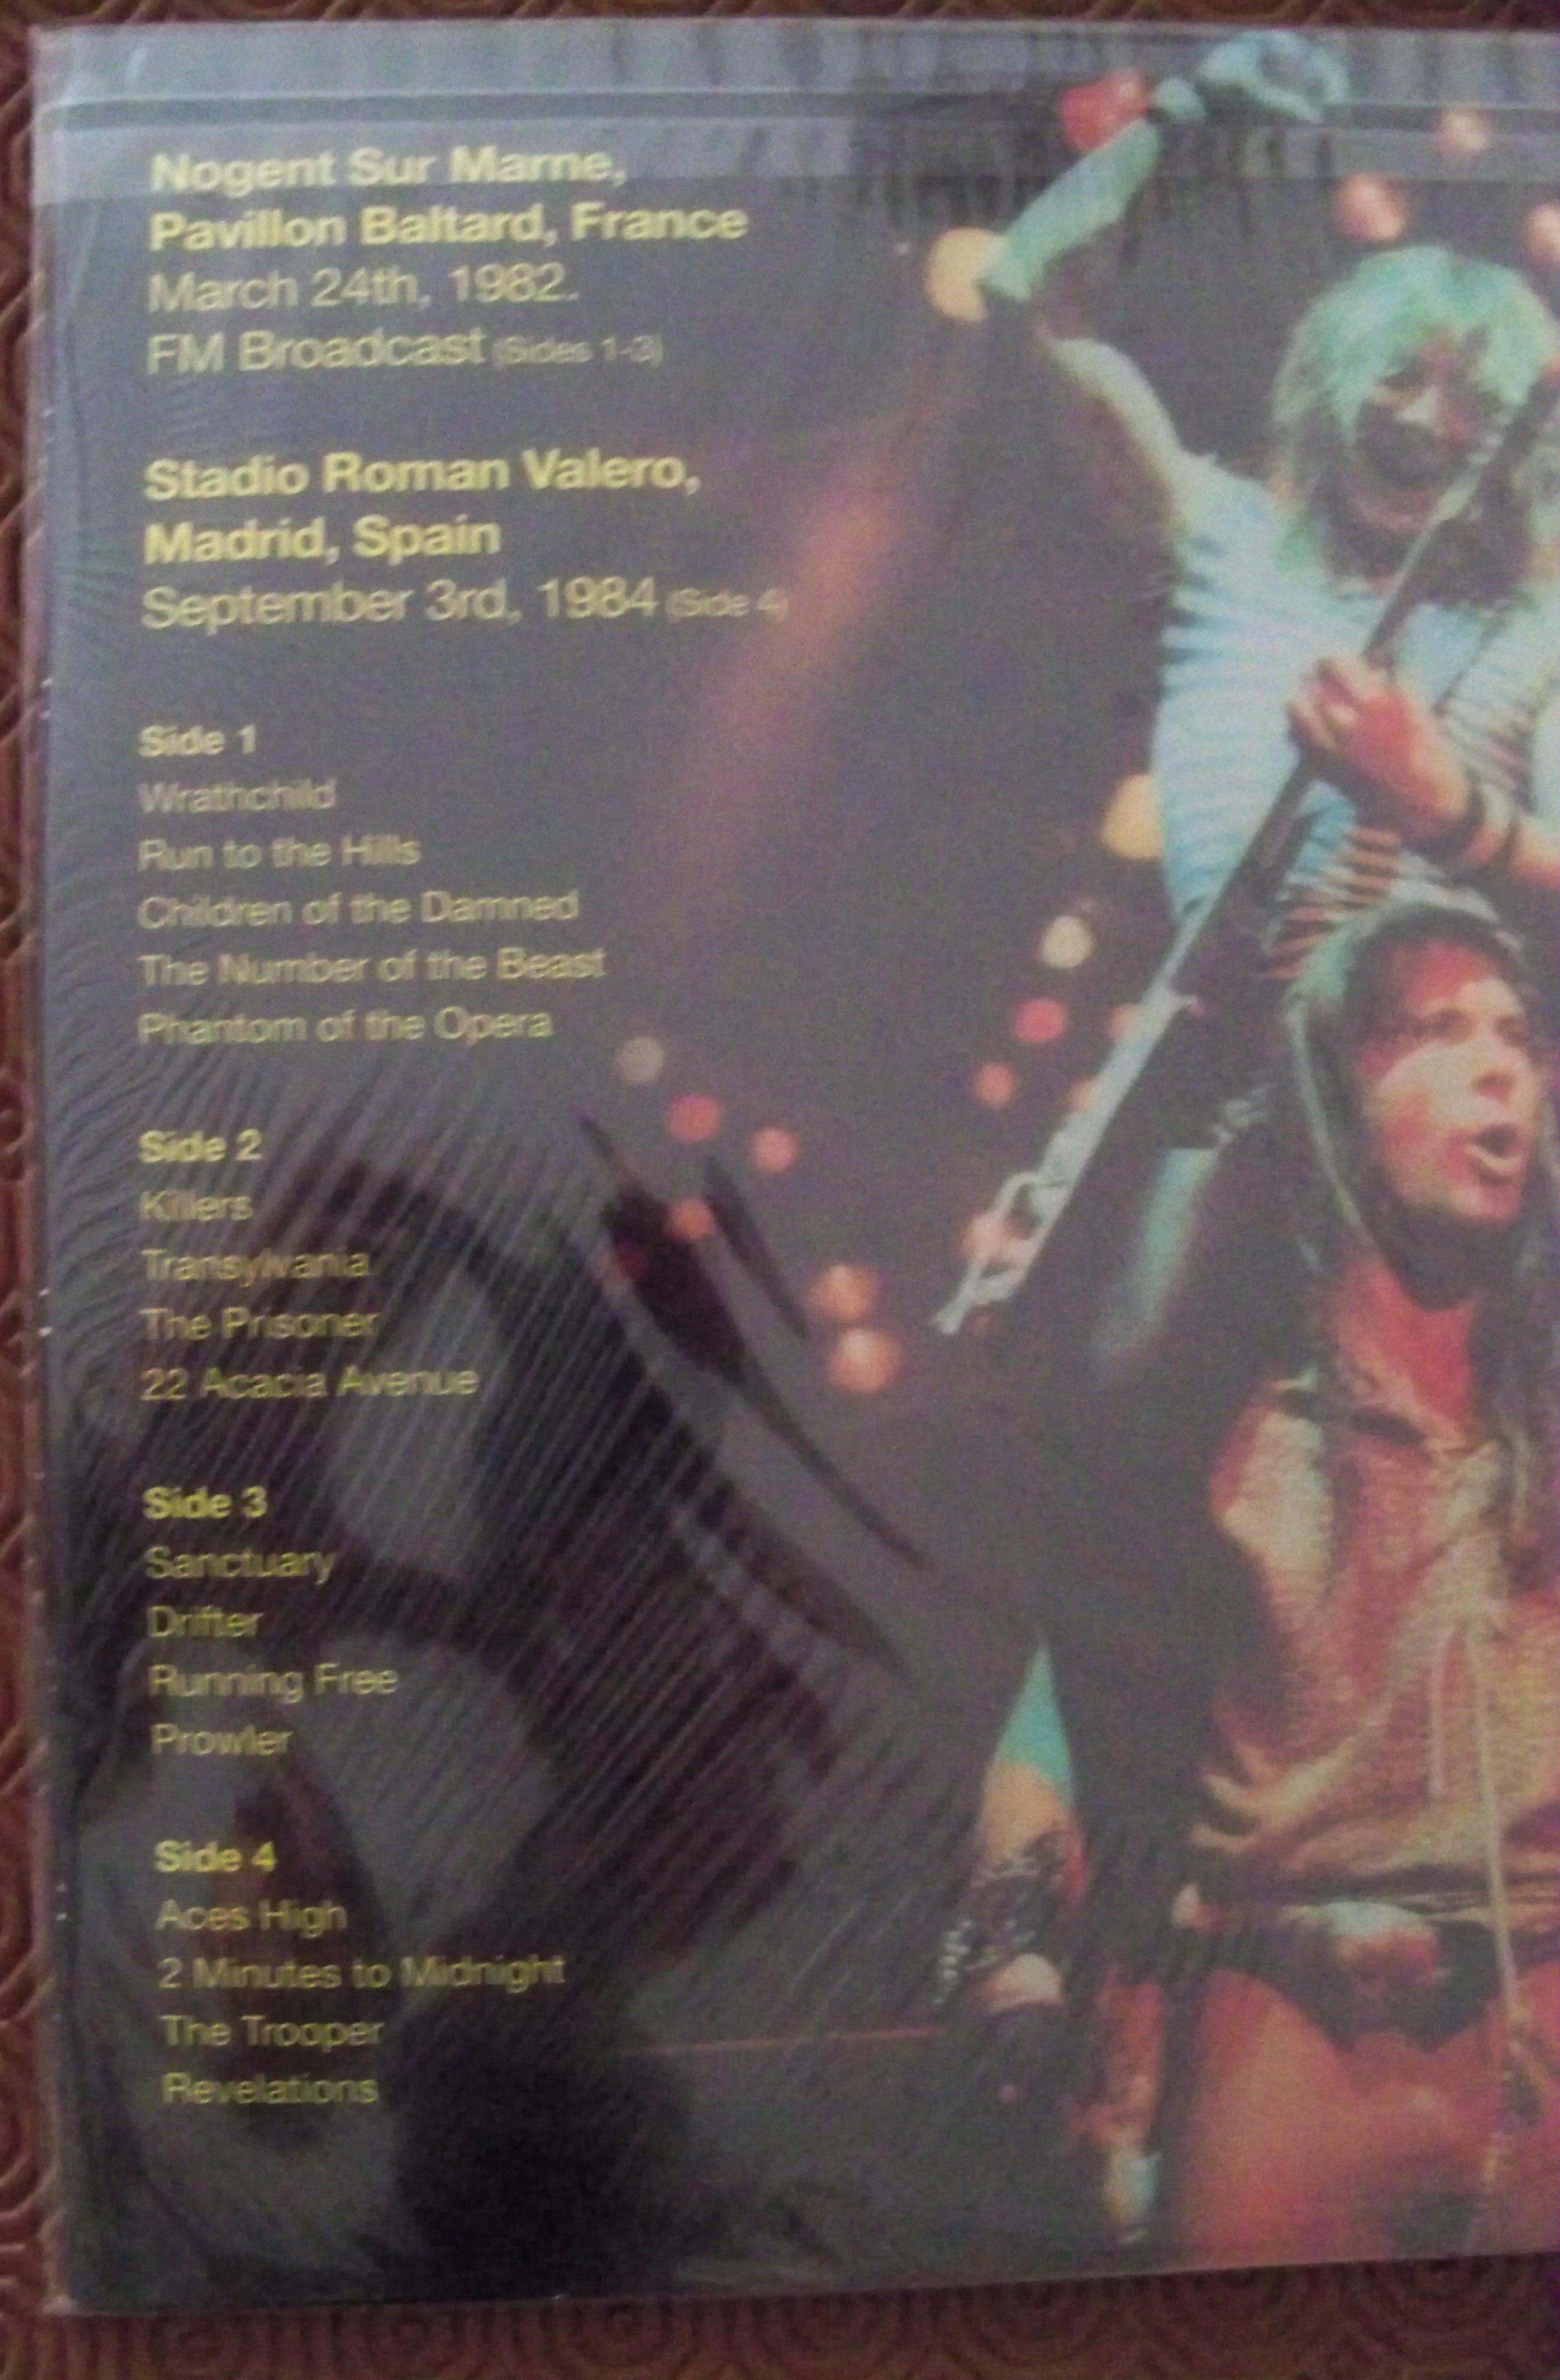 Nogent Sur Marne,
Pavillon Baltard, France
March 24th, 1982.
FM Broadcast (Sides 1-3)
Stadio Roman Valero,
Madrid, Spain
September 3rd, 1984 (Side 4)
Side 1
Wrathchild
Run to the Hills
Children of the Damned
The Number of the Beast
Phantom of the Opera
Side 2
Killers
Transylvania
The Prisoner
22 Acacia Avenue
Side 3
Sanctuary
Drifter
Running Free
Prowler
Side 4
Aces High
2 Minutes to Midnight
The Trooper
Revelations